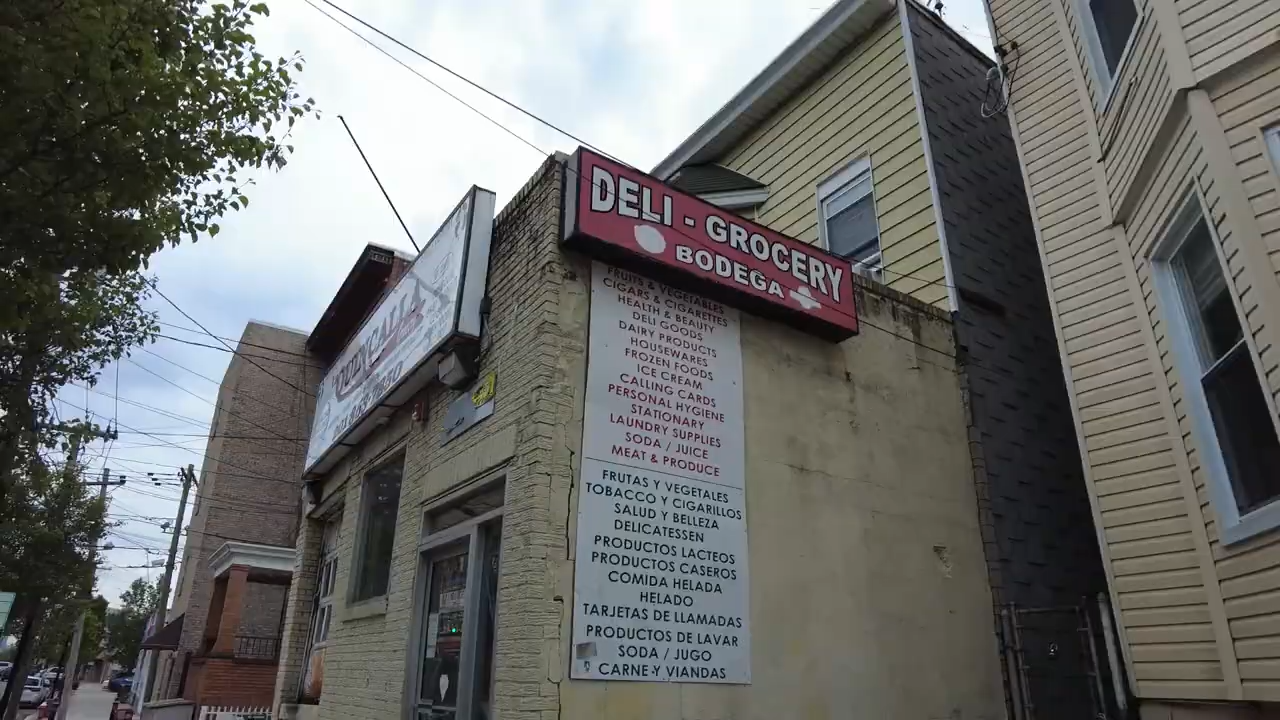 QUISCALIA
DELI - GROCERY
BODEGA
FRUITS & VEGETABLES
CIGARS & CIGARETTES
HEALTH & BEAUTY
DELI GOODS
DAIRY PRODUCTS
HOUSEWARES
FROZEN FOODS
ICE CREAM
CALLING CARDS
PERSONAL HYGIENE
STATIONARY
LAUNDRY SUPPLIES
SODA / JUICE
MEAT & PRODUCE
FRUTAS Y VEGETALES
TOBACCO Y CIGARILLOS
SALUD Y BELLEZA
DELICATESSEN
PRODUCTOS LACTEOS
PRODUCTOS CASEROS
COMIDA HELADA
HELADO
TARJETAS DE LLAMADAS
PRODUCTOS DE LAVAR
SODA / JUGO
CARNE Y VIANDAS